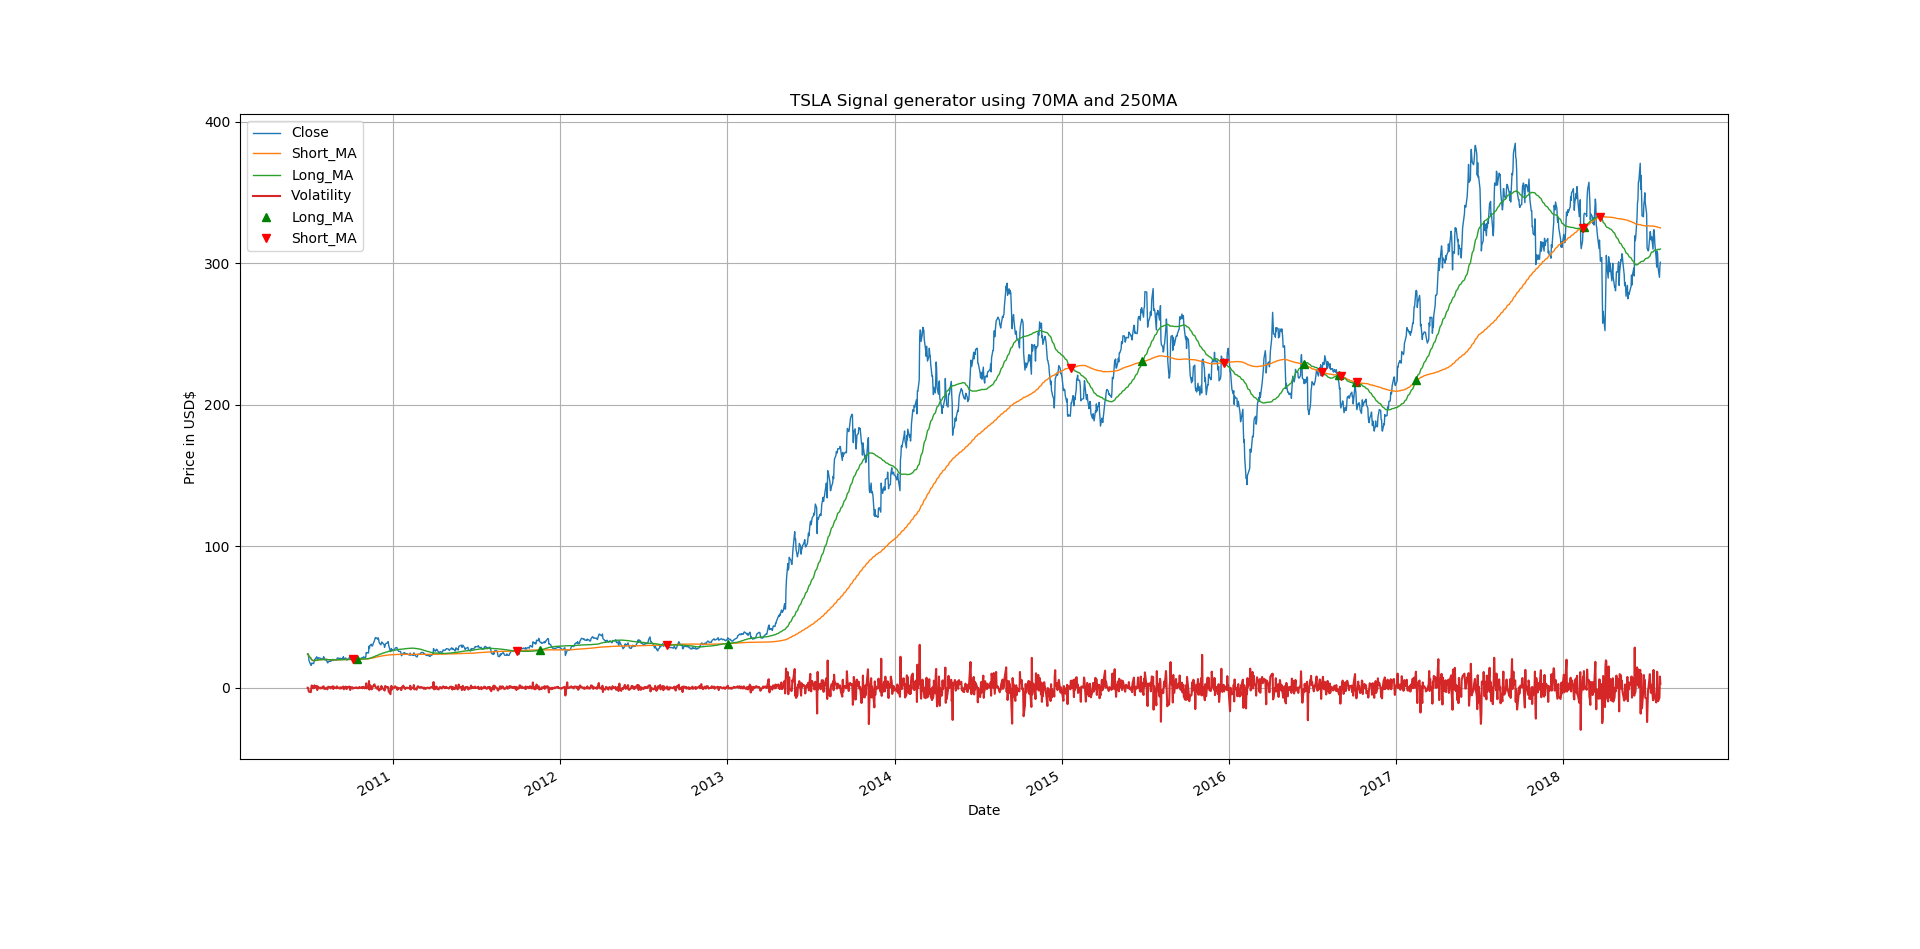 TSLA Signal generator using 70MA and 250MA
Close
Short_MA
Long_MA
Volatility
Long_MA
Short_MA
400
300
200
100
0
Price in USD$
2011
2012
2013
2014
2015
2016
2017
2018
Date